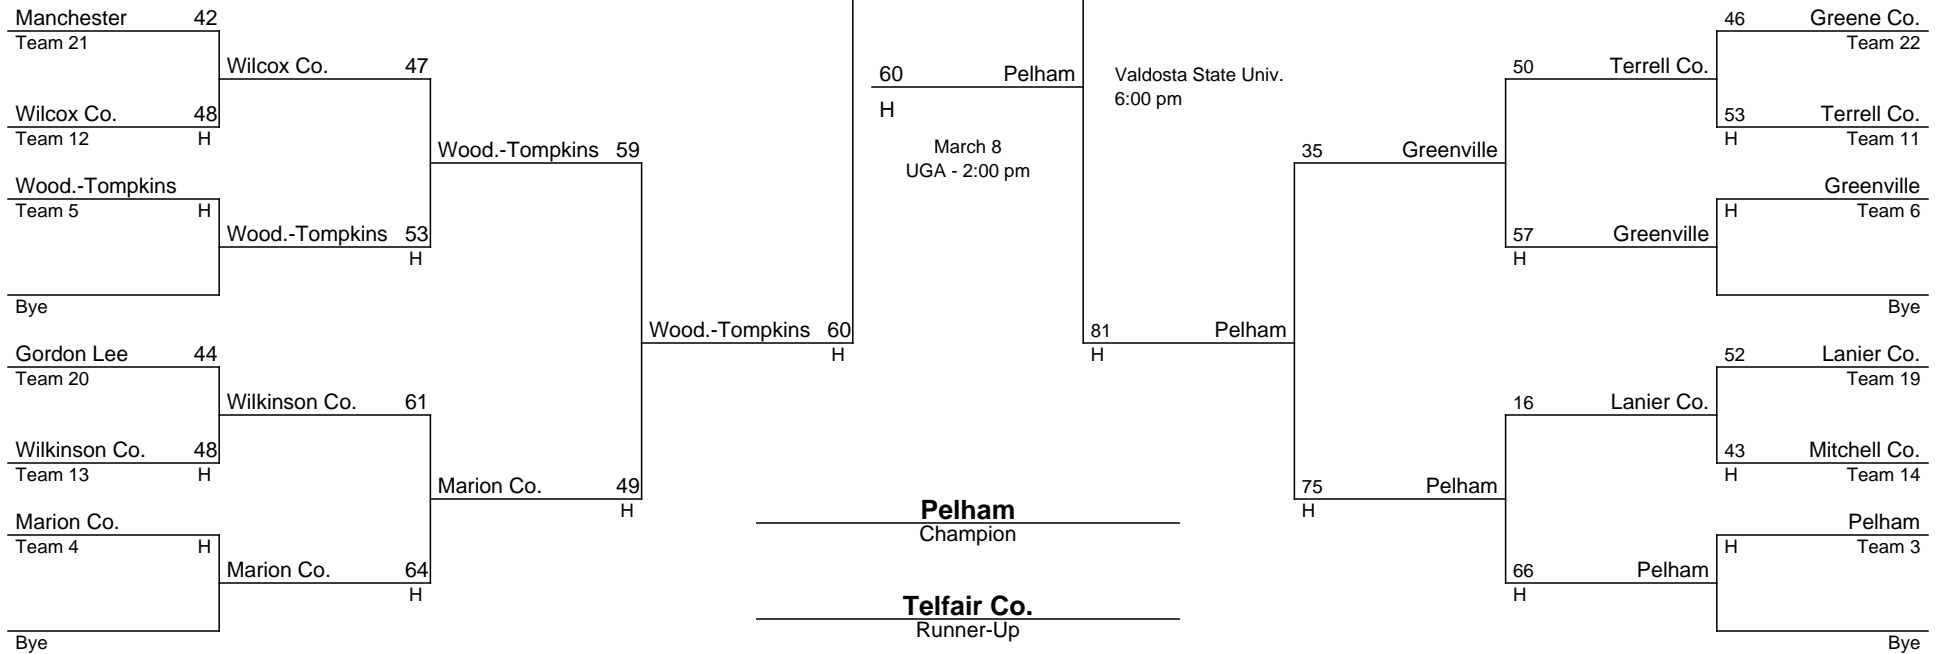 Manchester 42
Team 21
Wilcox Co. 47
Wilcox Co. 48
Team 12 H
Wood.-Tompkins 59
Wood.-Tompkins
Team 5 H
Wood.-Tompkins 53
H
Bye
Wood.-Tompkins 60
H
Gordon Lee 44
Team 20
Wilkinson Co. 61
Wilkinson Co. 48
Team 13 H
Marion Co. 49
H
Marion Co.
Team 4 H
Marion Co. 64
H
Bye
60 Pelham
H
March 8
UGA - 2:00 pm
Valdosta State Univ.
6:00 pm
Pelham
Champion
Telfair Co.
Runner-Up
46 Greene Co.
Team 22
50 Terrell Co.
53 Terrell Co.
H Team 11
35 Greenville
Greenville
H Team 6
57 Greenville
H
Bye
81 Pelham
H
52 Lanier Co.
Team 19
16 Lanier Co.
43 Mitchell Co.
H Team 14
75 Pelham
H
Pelham
H Team 3
66 Pelham
H
Bye